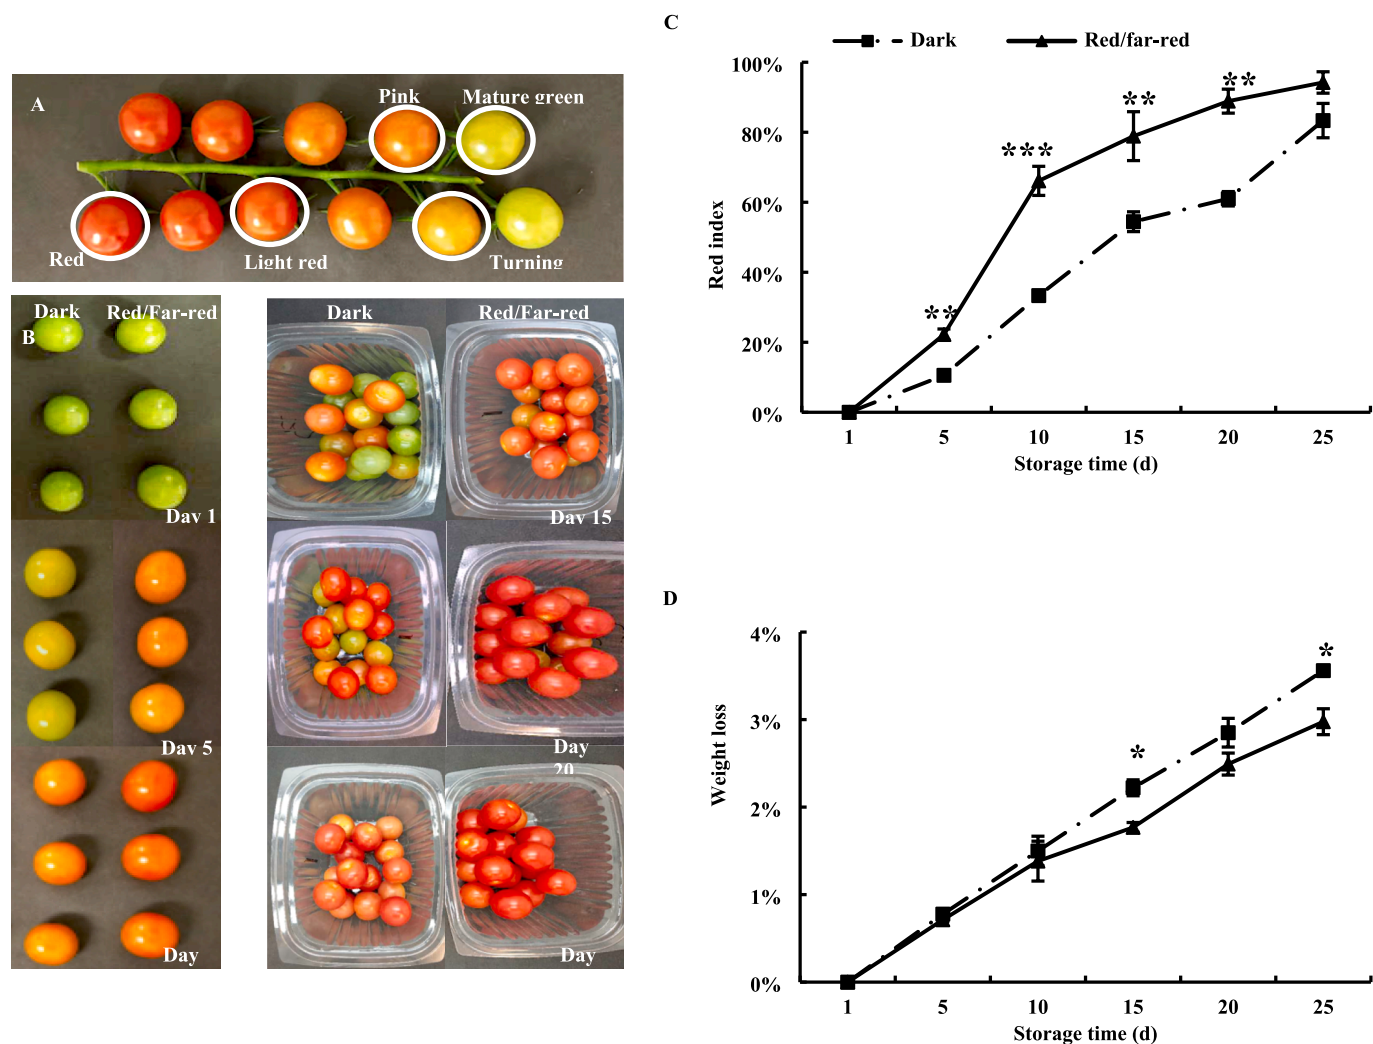 A
Pink
Mature green
Red
Light red
Turning
B
Dark
Red/Far-red
Day 1
Day 5
Day
Dark
Red/Far-red
Day 15
Day
20
Day
C
Dark
Red/far-red
100%
80%
60%
40%
20%
0%
Red index
**
***
**
**
1 5 10 15 20 25
Storage time (d)
D
4%
3%
2%
1%
0%
Weight loss
*
*
1 5 10 15 20 25
Storage time (d)